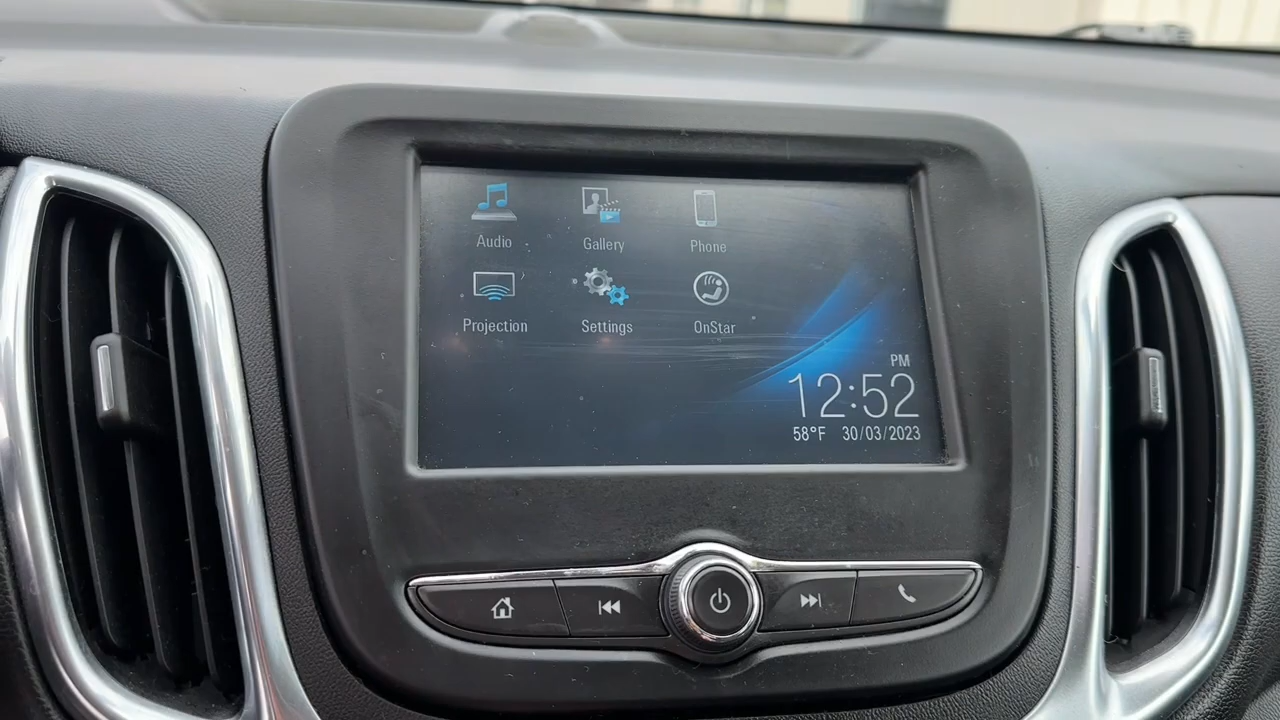 Audio Gallery Phone
Projection Settings OnStar
PM
12:52
58°F 30/03/2023